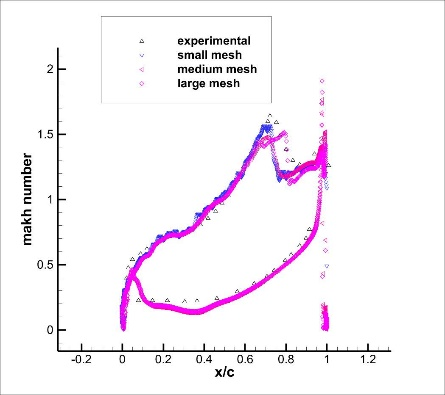 experimental
small mesh
medium mesh
large mesh
makh number
2
1.5
1
0.5
0
-0.2
0
0.2
0.4
0.6
0.8
1
1.2
x/c